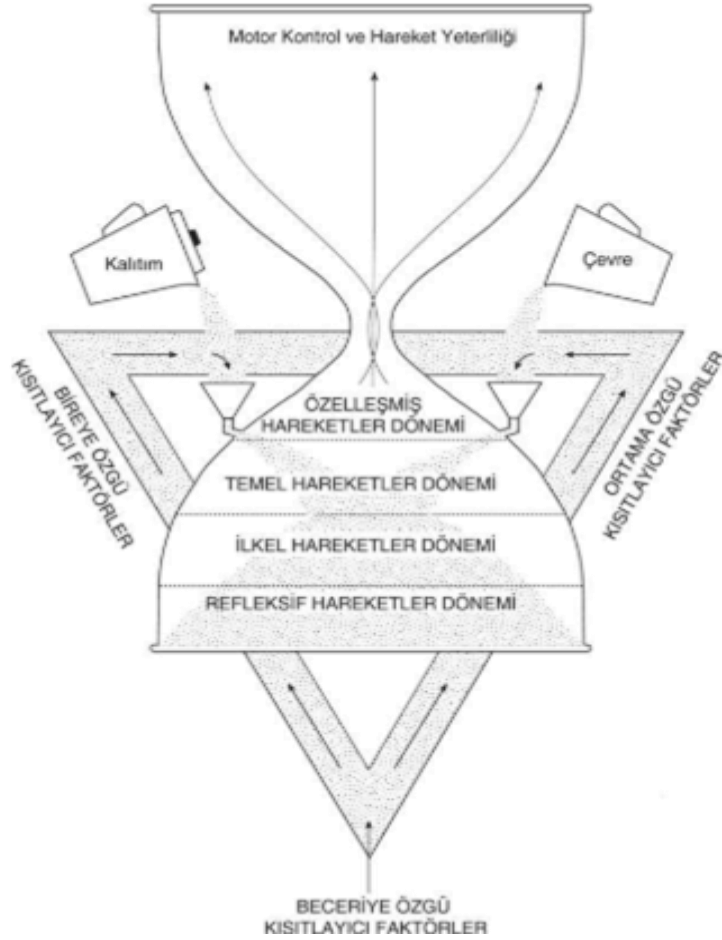 Motor Kontrol ve Hareket Yeterliliği
Kalıtım
Çevre
BİREYE ÖZGÜ
KISITLAYICI FAKTÖRLER
ORTAMA ÖZGÜ
KISITLAYICI FAKTÖRLER
ÖZELLEŞMİŞ
HAREKETLER DÖNEMİ
TEMEL HAREKETLER DÖNEMİ
İLKEL HAREKETLER DÖNEMİ
REFLEKSİF HAREKETLER DÖNEMİ
BECERİYE ÖZGÜ
KISITLAYICI FAKTÖRLER